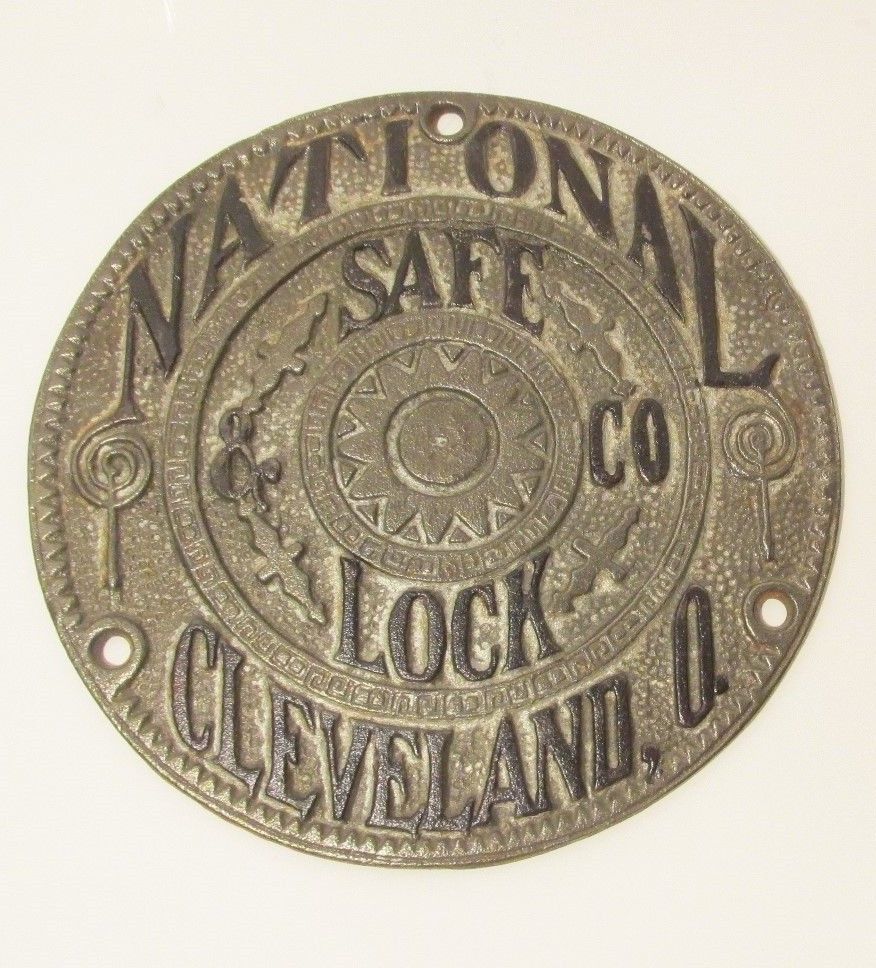 NATIONAL
SAFE
& CO
LOCK
CLEVELAND, O.